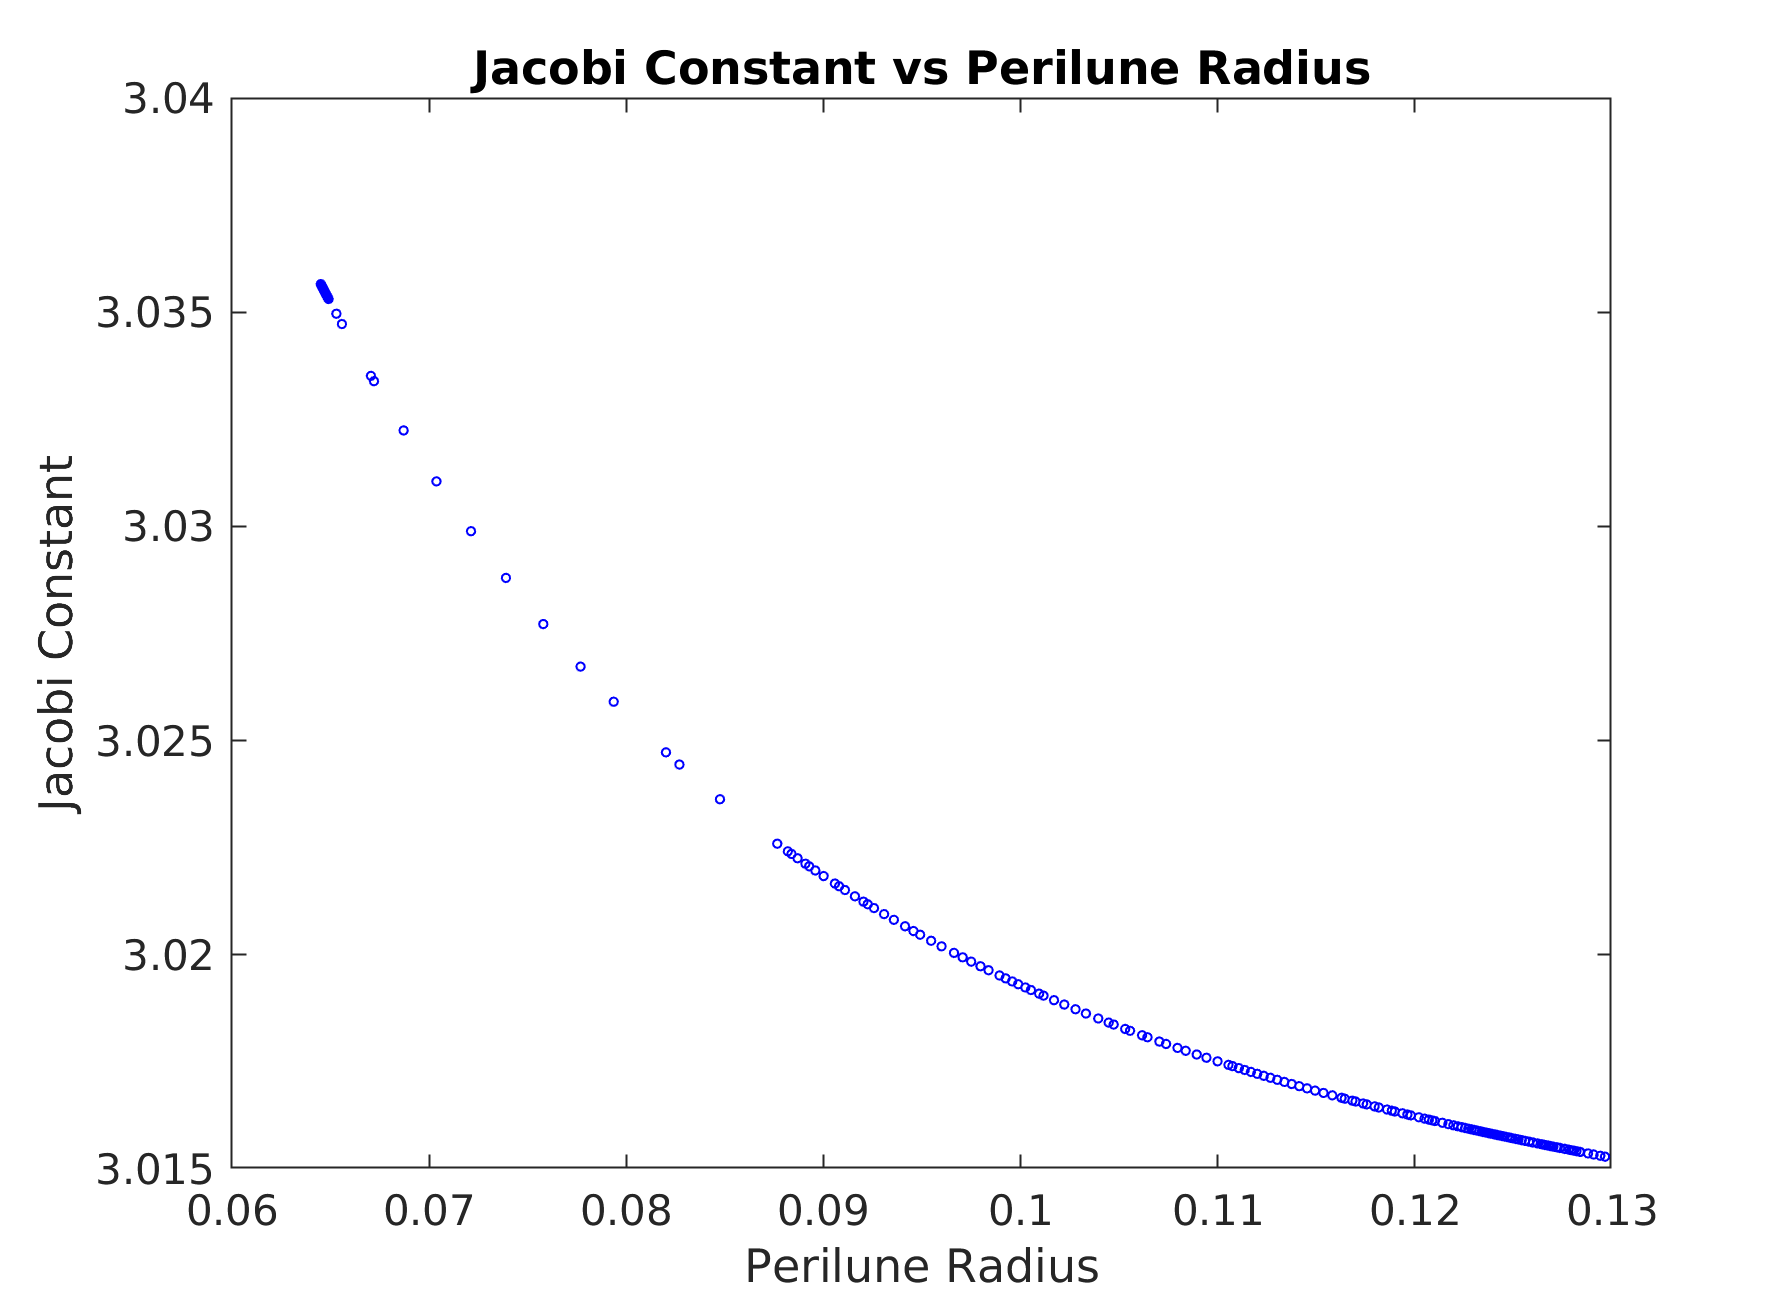 Jacobi Constant vs Perilune Radius
3.04
3.035
3.03
3.025
3.02
3.015
Jacobi Constant
0.06 0.07 0.08 0.09 0.1 0.11 0.12 0.13
Perilune Radius